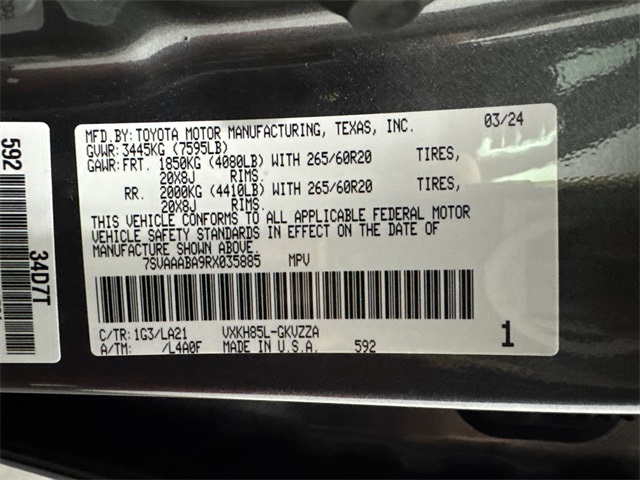 MFD.BY: TOYOTA MOTOR MANUFACTURING, TEXAS, INC. 03/24
GVWR: 3445KG (7595LB)
GAWR: FRT. 1850KG (4080LB) WITH 265/60R20 TIRES,
20X8J RIMS.
RR. 2000KG (4410LB) WITH 265/60R20 TIRES,
20X8J RIMS.
THIS VEHICLE CONFORMS TO ALL APPLICABLE FEDERAL MOTOR
VEHICLE SAFETY STANDARDS IN EFFECT ON THE DATE OF
MANUFACTURE SHOWN ABOVE.
7SVAAABA9RX035885 MPV
C/TR: 1G3/LA21 VXKH85L-GKVZZA
A/TM: /L4A0F MADE IN U.S.A. 592
1
592
34D7T